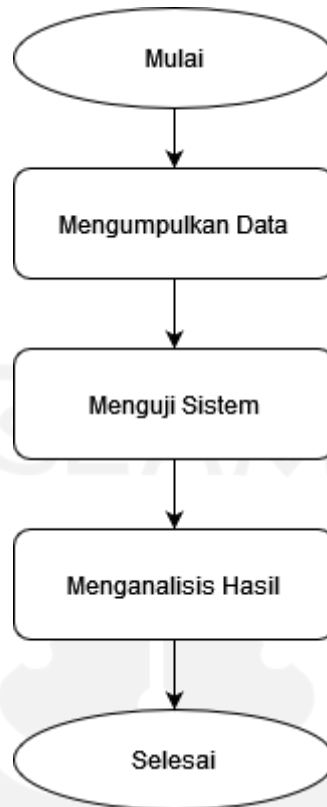 Mulai
Mengumpulkan Data
Menguji Sistem
Menganalisis Hasil
Selesai